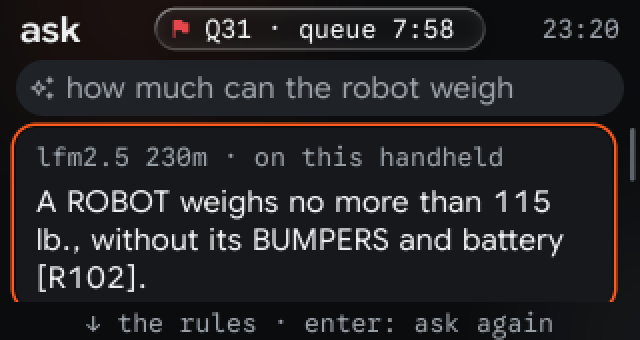 ask
Q31 · queue 7:58
23:20
how much can the robot weigh
lfm2.5 230m · on this handheld
A ROBOT weighs no more than 115
lb., without its BUMPERS and battery
[R102].
↓ the rules · enter: ask again